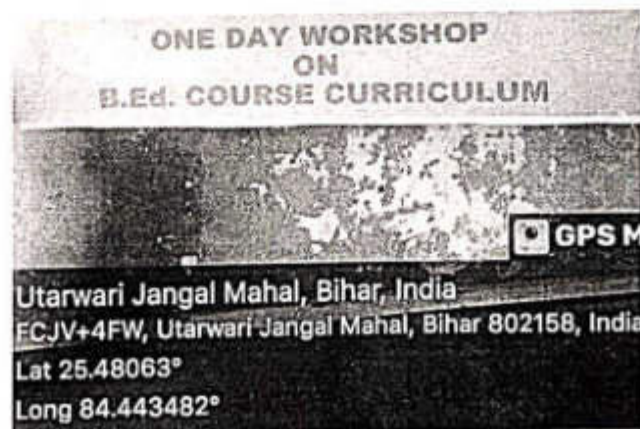 ONE DAY WORKSHOP
ON
B.Ed. COURSE CURRICULUM
GPS M
Utarwari Jangal Mahal, Bihar, India
FCJV+4FW, Utarwari Jangal Mahal, Bihar 802158, India
Lat 25.48063°
Long 84.443482°